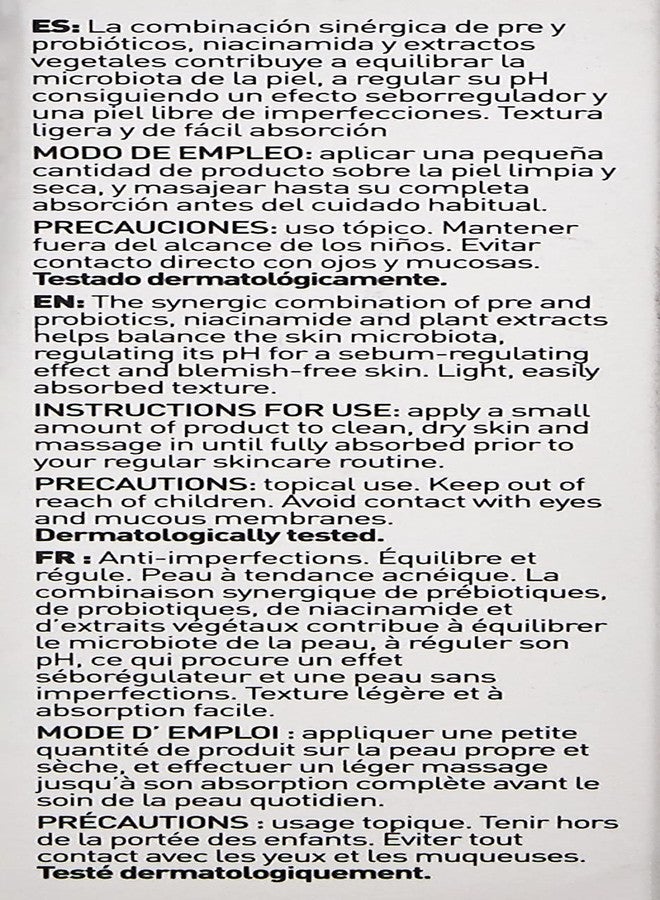 ES: La combinación sinérgica de pre y
probióticos, niacinamida y extractos
vegetales contribuye a equilibrar la
microbiota de la piel, a regular su pH
consiguiendo un efecto seborregulador y
una piel libre de imperfecciones. Textura
ligera y de fácil absorción
MODO DE EMPLEO: aplicar una pequeña
cantidad de producto sobre la piel limpia y
seca, y masajear hasta su completa
absorción antes del cuidado habitual.
PRECAUCIONES: uso tópico. Mantener
fuera del alcance de los niños. Evitar
contacto directo con ojos y mucosas.
Testado dermatológicamente.
EN: The synergic combination of pre and
probiotics, niacinamide and plant extracts
helps balance the skin microbiota,
regulating its pH for a sebum-regulating
effect and blemish-free skin. Light, easily
absorbed texture.
INSTRUCTIONS FOR USE: apply a small
amount of product to clean, dry skin and
massage in until fully absorbed prior to
your regular skincare routine.
PRECAUTIONS: topical use. Keep out of
reach of children. Avoid contact with eyes
and mucous membranes.
Dermatologically tested.
FR : Anti-imperfections. Équilibre et
régule. Peau à tendance acnéique. La
combinaison synergique de prébiotiques,
de probiotiques, de niacinamide et
d'extraits végétaux contribue à équilibrer
le microbiote de la peau, à réguler son
pH, ce qui procure un effet
séborégulateur et une peau sans
imperfections. Texture légère et à
absorption facile.
MODE D' EMPLOI : appliquer une petite
quantité de produit sur la peau propre et
sèche, et effectuer un léger massage
jusqu'à son absorption complète avant le
soin de la peau quotidien.
PRÉCAUTIONS : usage topique. Tenir hors
de la portée des enfants. Éviter tout
contact avec les yeux et les muqueuses.
Testé dermatologiquement.